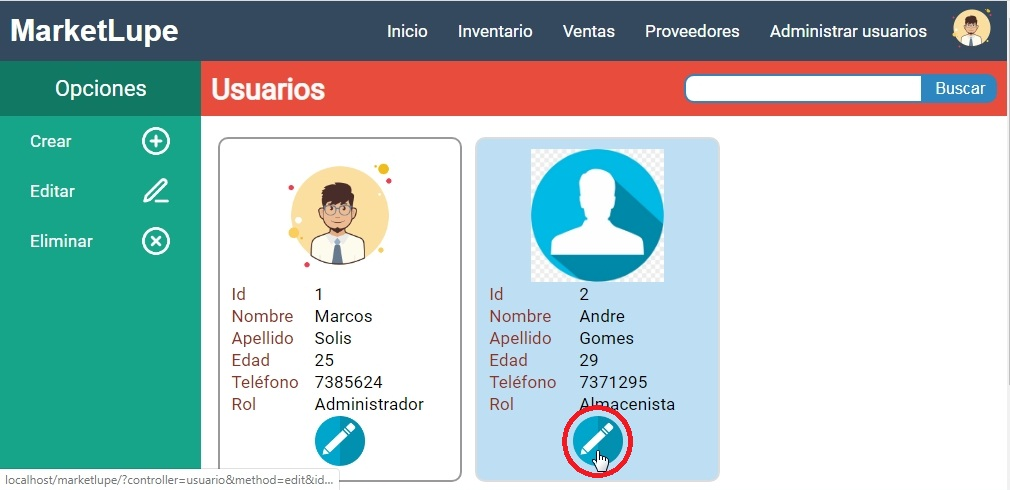 MarketLupe Inicio Inventario Ventas Proveedores Administrar usuarios
Opciones
Usuarios Buscar
Crear
Editar
Eliminar
Id 1
Nombre Marcos
Apellido Solis
Edad 25
Teléfono 7385624
Rol Administrador
Id 2
Nombre Andre
Apellido Gomes
Edad 29
Teléfono 7371295
Rol Almacenista
localhost/marketlupe/?controller=usuario&method=edit&id...